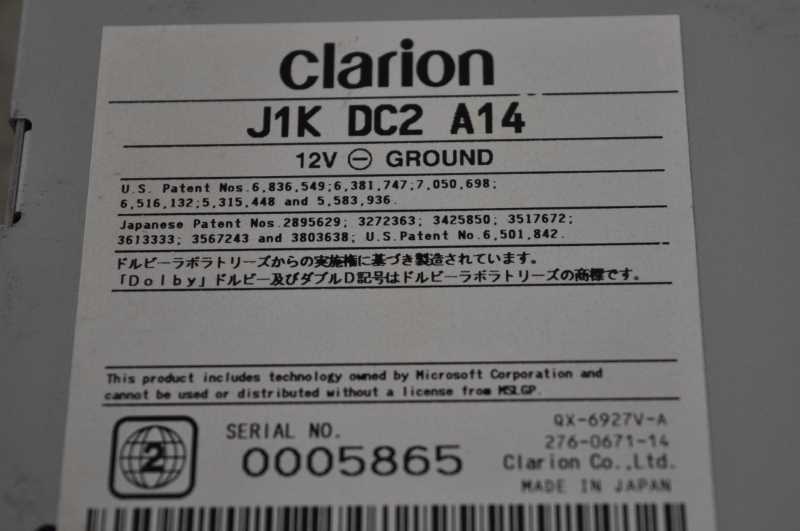 clarion
J1K DC2 A14
12V ⊖ GROUND
U.S. Patent Nos.6,836,549;6,381,747;7,050,698;
6,516,132;5,315,448 and 5,583,936.
Japanese Patent Nos.2895629; 3272363; 3425850; 3517672;
3613333; 3567243 and 3803638; U.S.Patent No.6,501,842.
ドルビーラボラトリーズからの実施権に基づき製造されています。
「Dolby」ドルビー及びダブルD記号はドルビーラボラトリーズの商標です。
This product includes technology owned by Microsoft Corporation and
cannot be used or distributed without a license from MSLGP.
2
SERIAL NO.
0005865
QX-6927V-A
276-0671-14
Clarion Co.,Ltd.
MADE IN JAPAN